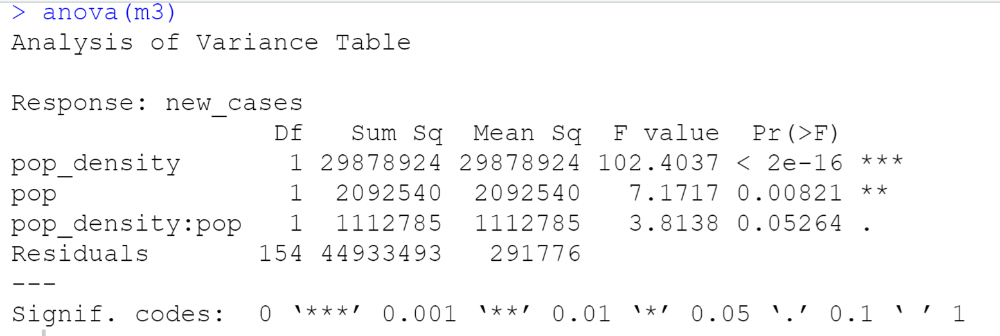 > anova(m3)
Analysis of Variance Table

Response: new_cases
                  Df   Sum Sq  Mean Sq  F value  Pr(>F)
pop_density        1 29878924 29878924 102.4037 < 2e-16 ***
pop                1  2092540  2092540   7.1717 0.00821 **
pop_density:pop    1  1112785  1112785   3.8138 0.05264 .
Residuals        154 44933493   291776
---
Signif. codes:  0 ‘***’ 0.001 ‘**’ 0.01 ‘*’ 0.05 ‘.’ 0.1 ‘ ’ 1